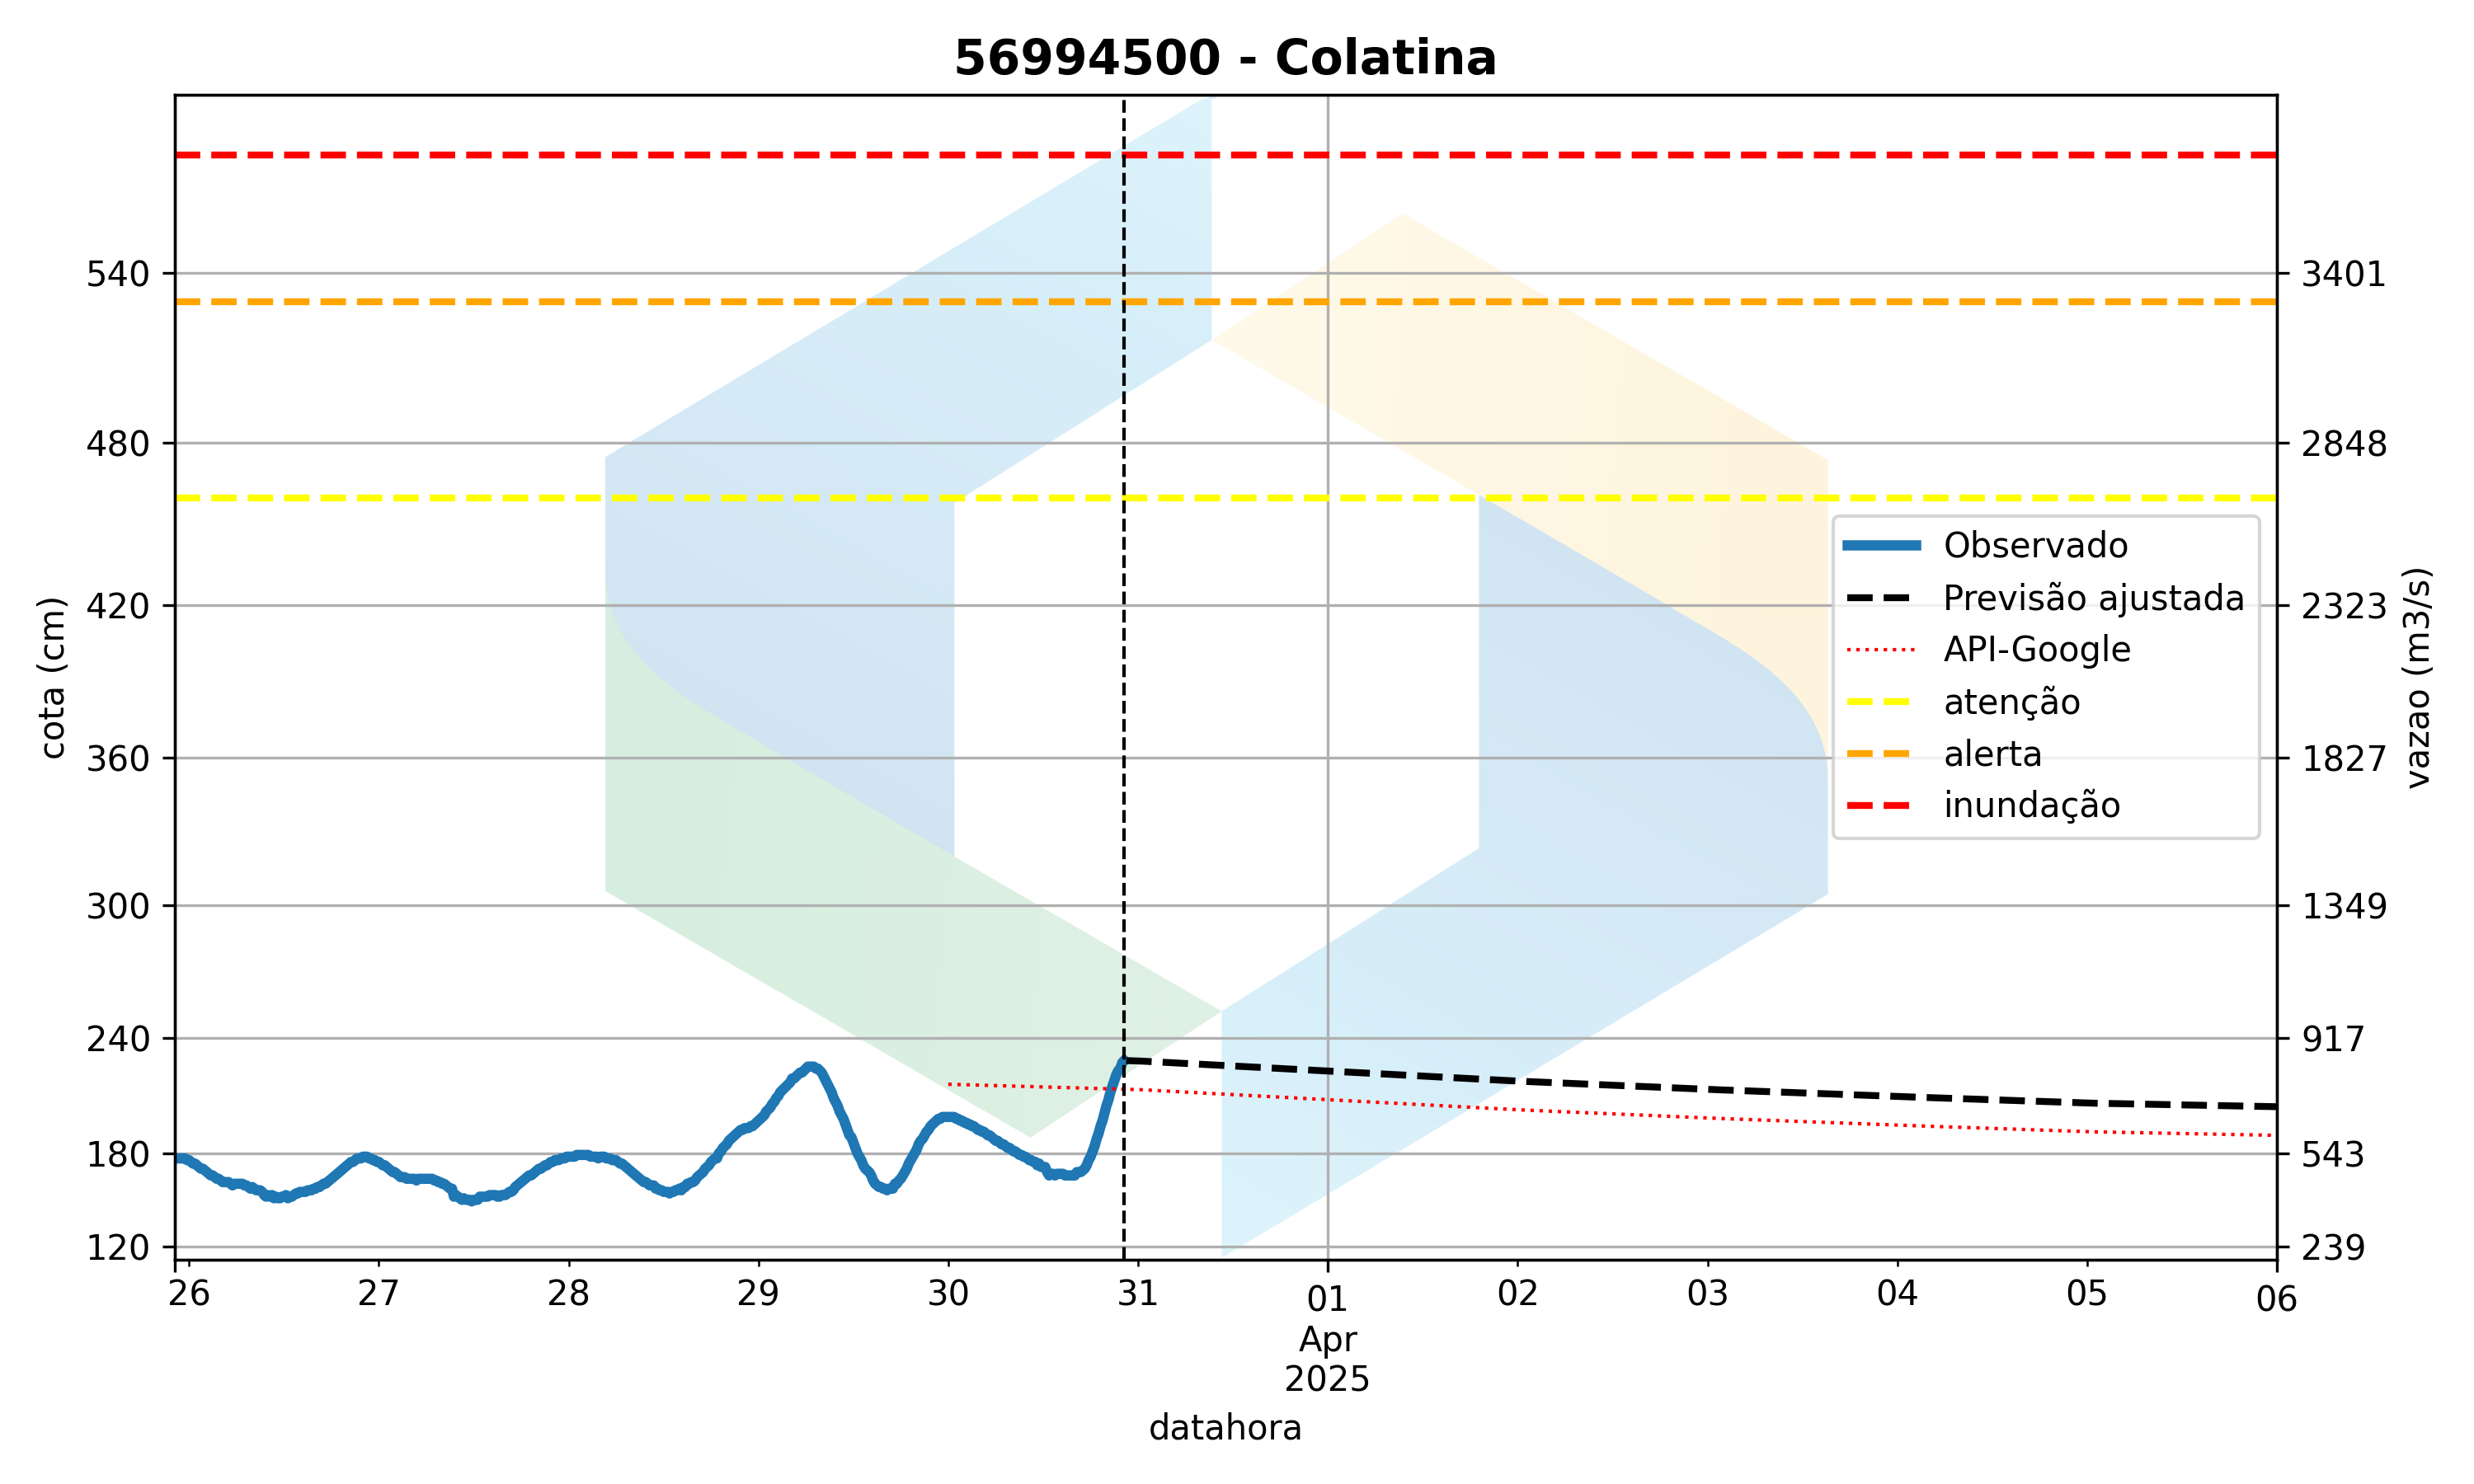 56994500 - Colatina
540
480
420
360
300
240
180
120
cota (cm)
3401
2848
2323
1827
1349
917
543
239
vazao (m3/s)
Observado
Previsão ajustada
API-Google
atenção
alerta
inundação
26 27 28 29 30 31 01 02 03 04 05 06
Apr
2025
datahora